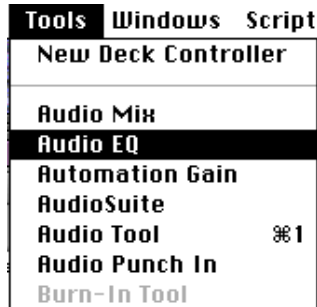 Tools Windows Script
New Deck Controller
Audio Mix
Audio EQ
Automation Gain
AudioSuite
Audio Tool ⌘1
Audio Punch In
Burn-In Tool